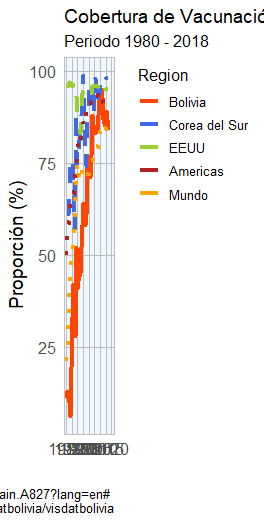 Cobertura de Vacunació
Periodo 1980 - 2018
100
75
50
25
Proporción (%)
Region
Bolivia
Corea del Sur
EEUU
Americas
Mundo
ain.A827?lang=en#
atbolivia/visdatbolivia